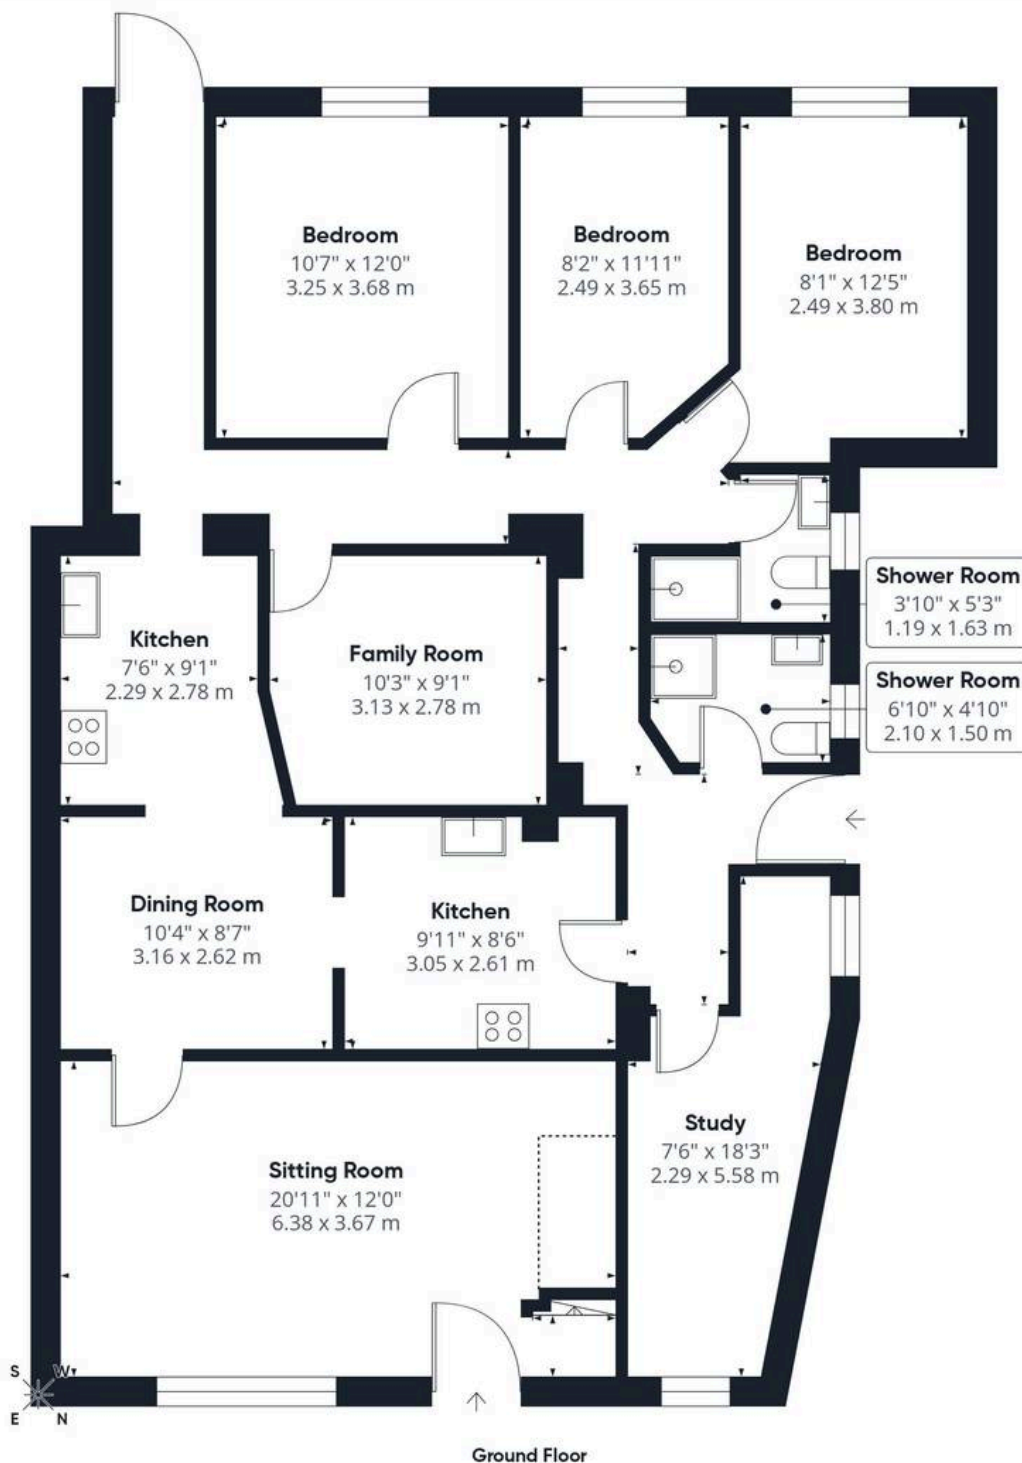 Bedroom
10'7" x 12'0"
3.25 x 3.68 m
Bedroom
8'2" x 11'11"
2.49 x 3.65 m
Bedroom
8'1" x 12'5"
2.49 x 3.80 m
Shower Room
3'10" x 5'3"
1.19 x 1.63 m
Kitchen
7'6" x 9'1"
2.29 x 2.78 m
Family Room
10'3" x 9'1"
3.13 x 2.78 m
Shower Room
6'10" x 4'10"
2.10 x 1.50 m
Dining Room
10'4" x 8'7"
3.16 x 2.62 m
Kitchen
9'11" x 8'6"
3.05 x 2.61 m
Study
7'6" x 18'3"
2.29 x 5.58 m
Sitting Room
20'11" x 12'0"
6.38 x 3.67 m
S W
E N
Ground Floor